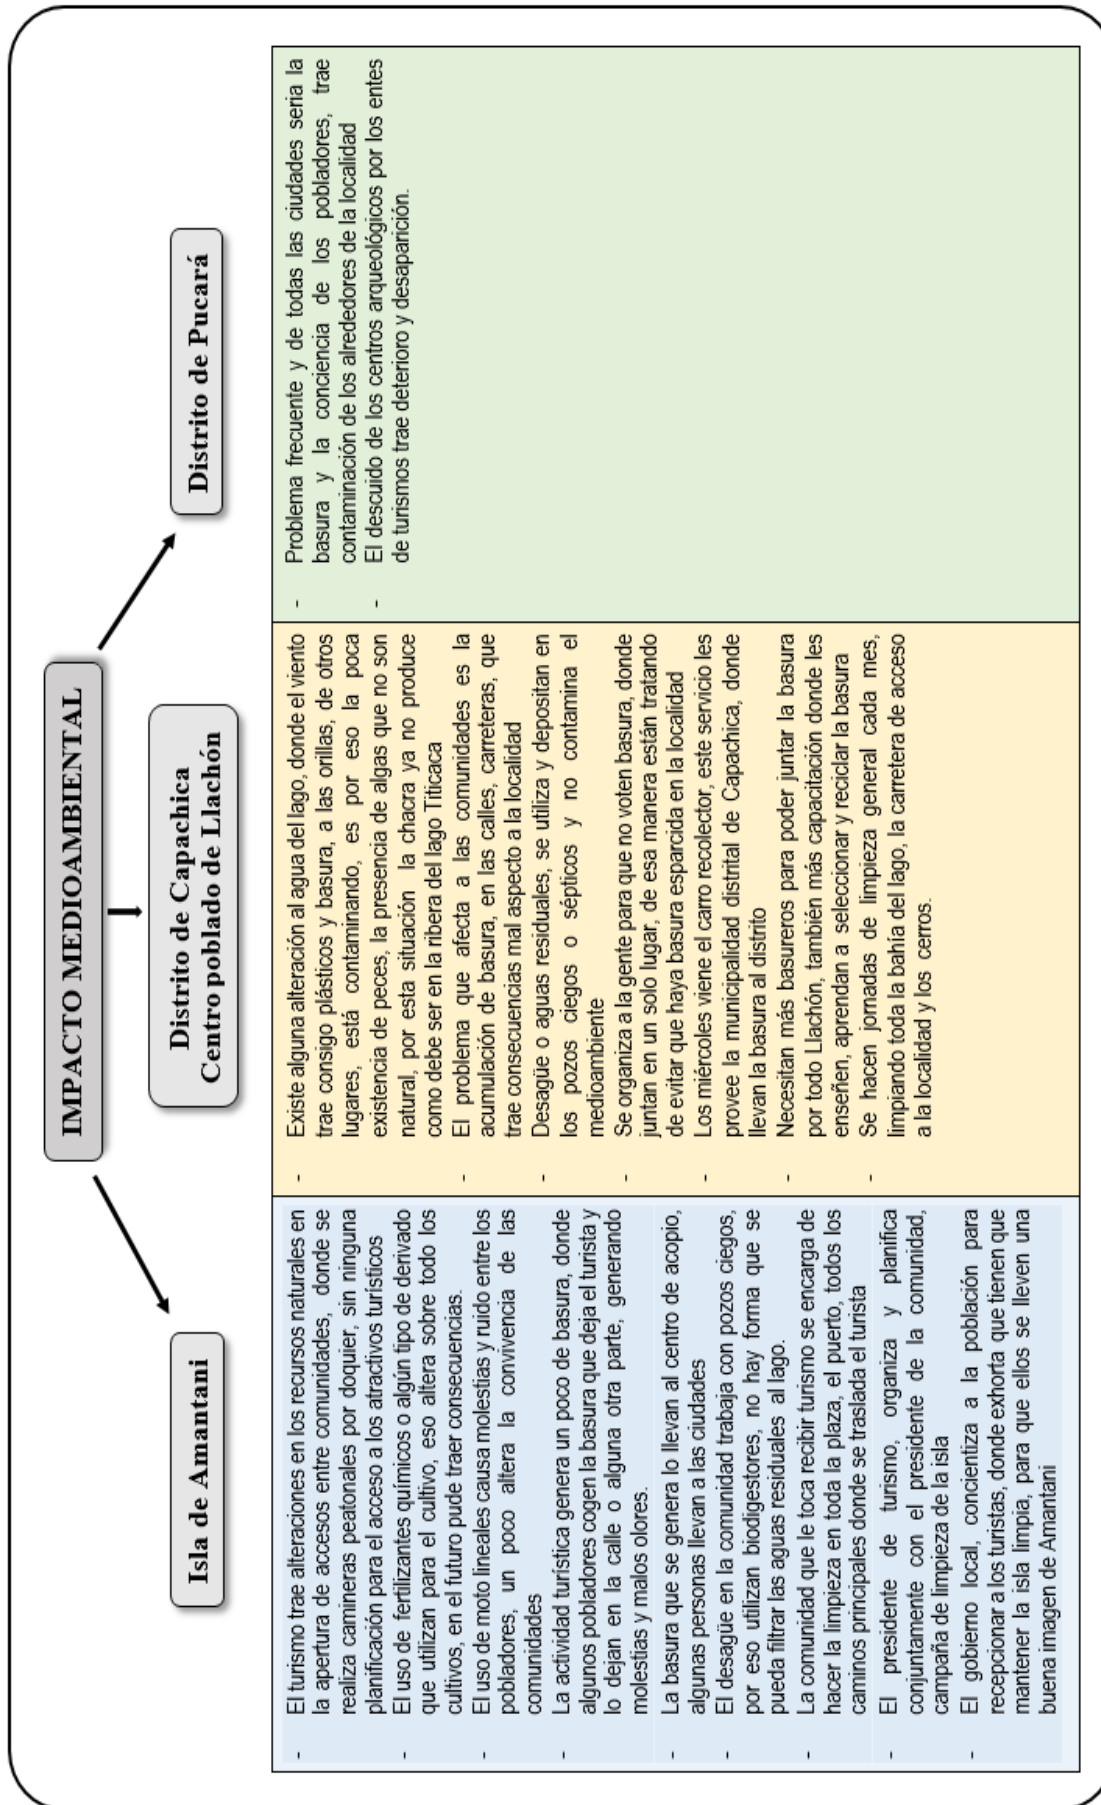 IMPACTO MEDIOAMBIENTAL
Isla de Amantani
Distrito de Capachica
Centro poblado de Llachón
Distrito de Pucará
- El turismo trae alteraciones en los recursos naturales en
la apertura de accesos entre comunidades, donde se
realiza camineras peatonales por doquier, sin ninguna
planificación para el acceso a los atractivos turísticos
- El uso de fertilizantes químicos o algún tipo de derivado
que utilizan para el cultivo, eso altera sobre todo los
cultivos, en el futuro pude traer consecuencias.
- El uso de moto lineales causa molestias y ruido entre los
pobladores, un poco altera la convivencia de las
comunidades
- La actividad turística genera un poco de basura, donde
algunos pobladores cogen la basura que deja el turista y
lo dejan en la calle o alguna otra parte, generando
molestias y malos olores.
- La basura que se genera lo llevan al centro de acopio,
algunas personas llevan a las ciudades
- El desagüe en la comunidad trabaja con pozos ciegos,
por eso utilizan biodigestores, no hay forma que se
pueda filtrar las aguas residuales al lago.
- La comunidad que le toca recibir turismo se encarga de
hacer la limpieza en toda la plaza, el puerto, todos los
caminos principales donde se traslada el turista
- El presidente de turismo, organiza y planifica
conjuntamente con el presidente de la comunidad,
campaña de limpieza de la isla
- El gobierno local, concientiza a la población para
recepcionar a los turistas, donde exhorta que tienen que
mantener la isla limpia, para que ellos se lleven una
buena imagen de Amantani
- Existe alguna alteración al agua del lago, donde el viento
trae consigo plásticos y basura, a las orillas, de otros
lugares, está contaminando, es por eso la poca
existencia de peces, la presencia de algas que no son
natural, por esta situación la chacra ya no produce
como debe ser en la ribera del lago Titicaca
- El problema que afecta a las comunidades es la
acumulación de basura, en las calles, carreteras, que
trae consecuencias mal aspecto a la localidad
- Desagüe o aguas residuales, se utiliza y depositan en
los pozos ciegos o sépticos y no contamina el
medioambiente
- Se organiza a la gente para que no voten basura, donde
juntan en un solo lugar, de esa manera están tratando
de evitar que haya basura esparcida en la localidad
- Los miércoles viene el carro recolector, este servicio les
provee la municipalidad distrital de Capachica, donde
llevan la basura al distrito
- Necesitan más basureros para poder juntar la basura
por todo Llachón, también más capacitación donde les
enseñen, aprendan a seleccionar y reciclar la basura
- Se hacen jornadas de limpieza general cada mes,
limpiando toda la bahía del lago, la carretera de acceso
a la localidad y los cerros.
- Problema frecuente y de todas las ciudades seria la
basura y la conciencia de los pobladores, trae
contaminación de los alrededores de la localidad
- El descuido de los centros arqueológicos por los entes
de turismos trae deterioro y desaparición.